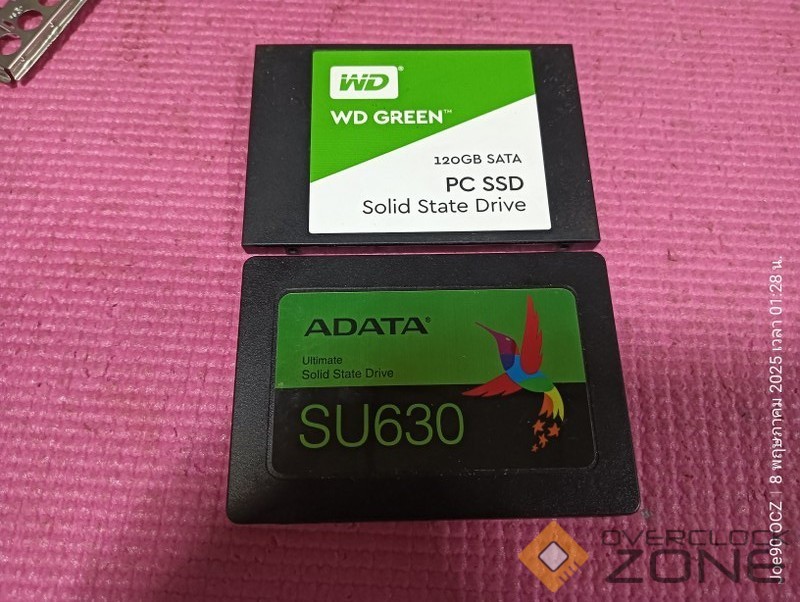 WD®
WD GREEN™
120GB SATA
PC SSD
Solid State Drive
ADATA®
Ultimate
Solid State Drive
SU630
Joe90 OCZ | 8 พฤษภาคม 2025 เวลา 01:28 น.
OVERCLOCK
ZONE